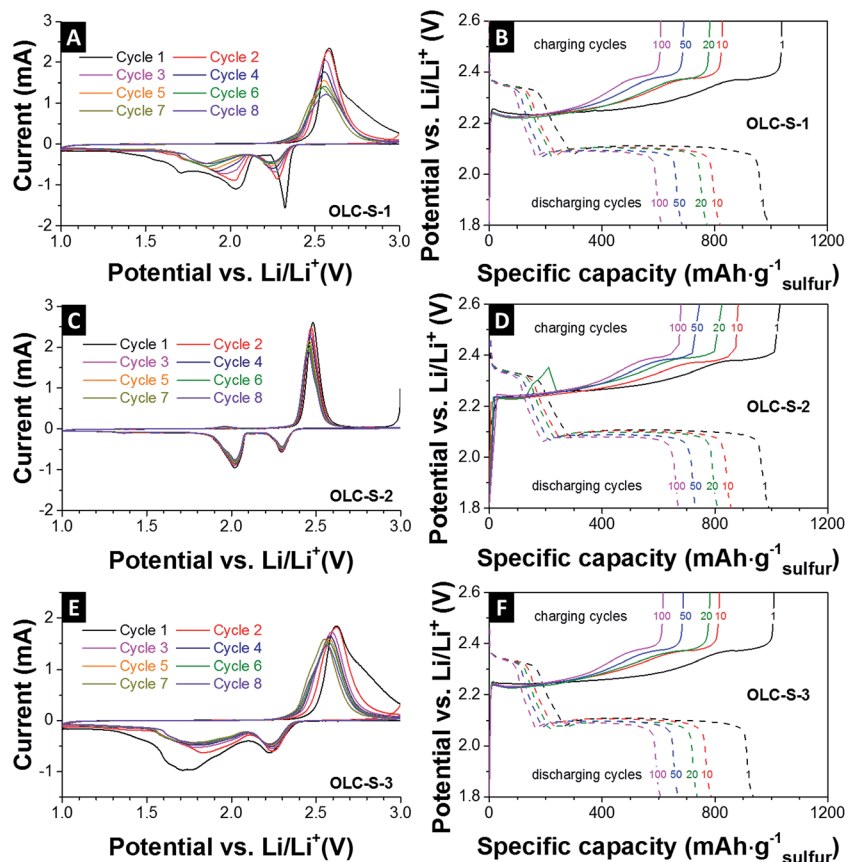 A
Cycle 1 Cycle 2
Cycle 3 Cycle 4
Cycle 5 Cycle 6
Cycle 7 Cycle 8
OLC-S-1
Current (mA)
3
2
1
0
-1
-2
1.0 1.5 2.0 2.5 3.0
Potential vs. Li/Li⁺(V)
B
charging cycles
100 50 20 10 1
OLC-S-1
discharging cycles
100 50 20 10 1
Potential vs. Li/Li⁺ (V)
2.6
2.4
2.2
2.0
1.8
0 400 800 1200
Specific capacity (mAh·g⁻¹sulfur)
C
Cycle 1 Cycle 2
Cycle 3 Cycle 4
Cycle 5 Cycle 6
Cycle 7 Cycle 8
OLC-S-2
Current (mA)
3
2
1
0
-1
-2
1.0 1.5 2.0 2.5 3.0
Potential vs. Li/Li⁺(V)
D
charging cycles
100 50 20 10 1
OLC-S-2
discharging cycles
100 50 20 10 1
Potential vs. Li/Li⁺ (V)
2.6
2.4
2.2
2.0
1.8
0 400 800 1200
Specific capacity (mAh·g⁻¹sulfur)
E
Cycle 1 Cycle 2
Cycle 3 Cycle 4
Cycle 5 Cycle 6
Cycle 7 Cycle 8
OLC-S-3
Current (mA)
2
1
0
-1
1.0 1.5 2.0 2.5 3.0
Potential vs. Li/Li⁺(V)
F
charging cycles
100 50 20 10 1
OLC-S-3
discharging cycles
100 50 20 10 1
Potential vs. Li/Li⁺ (V)
2.6
2.4
2.2
2.0
1.8
0 400 800 1200
Specific capacity (mAh·g⁻¹sulfur)